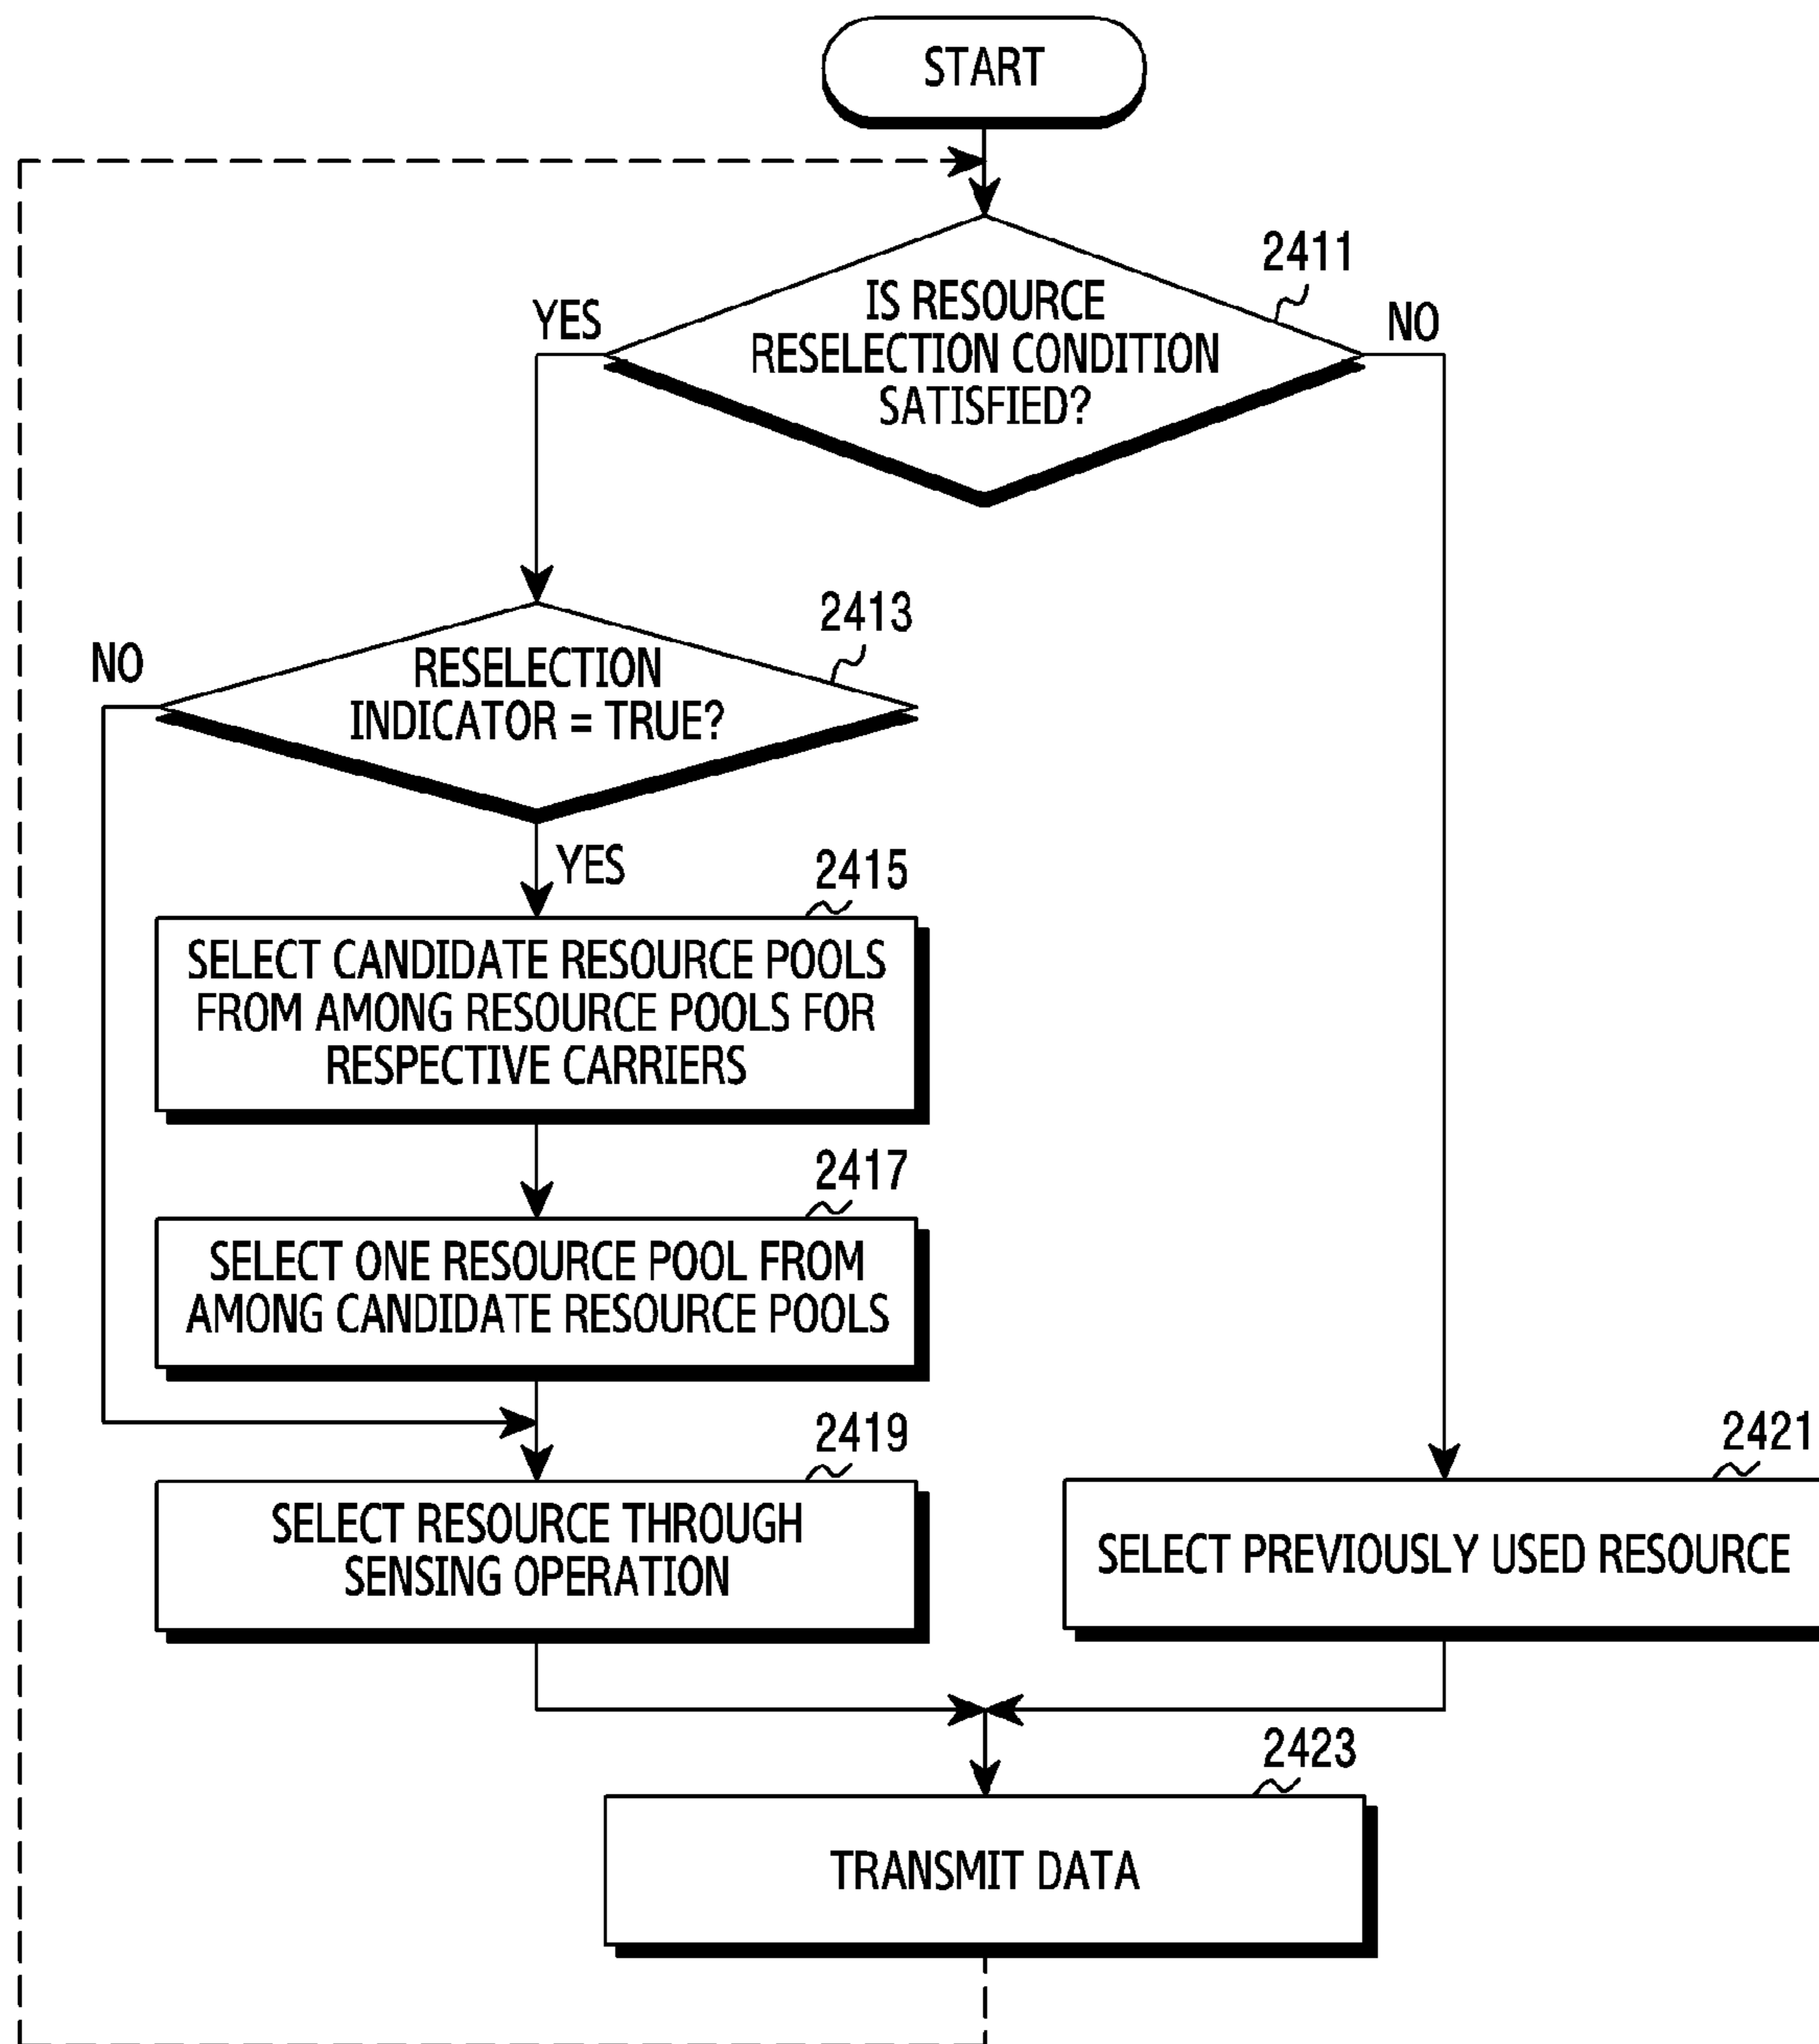 START
2411
IS RESOURCE
RESELECTION CONDITION
SATISFIED?
YES
NO
2413
RESELECTION
INDICATOR = TRUE?
NO
YES
2415
SELECT CANDIDATE RESOURCE POOLS
FROM AMONG RESOURCE POOLS FOR
RESPECTIVE CARRIERS
2417
SELECT ONE RESOURCE POOL FROM
AMONG CANDIDATE RESOURCE POOLS
2419
SELECT RESOURCE THROUGH
SENSING OPERATION
2421
SELECT PREVIOUSLY USED RESOURCE
2423
TRANSMIT DATA